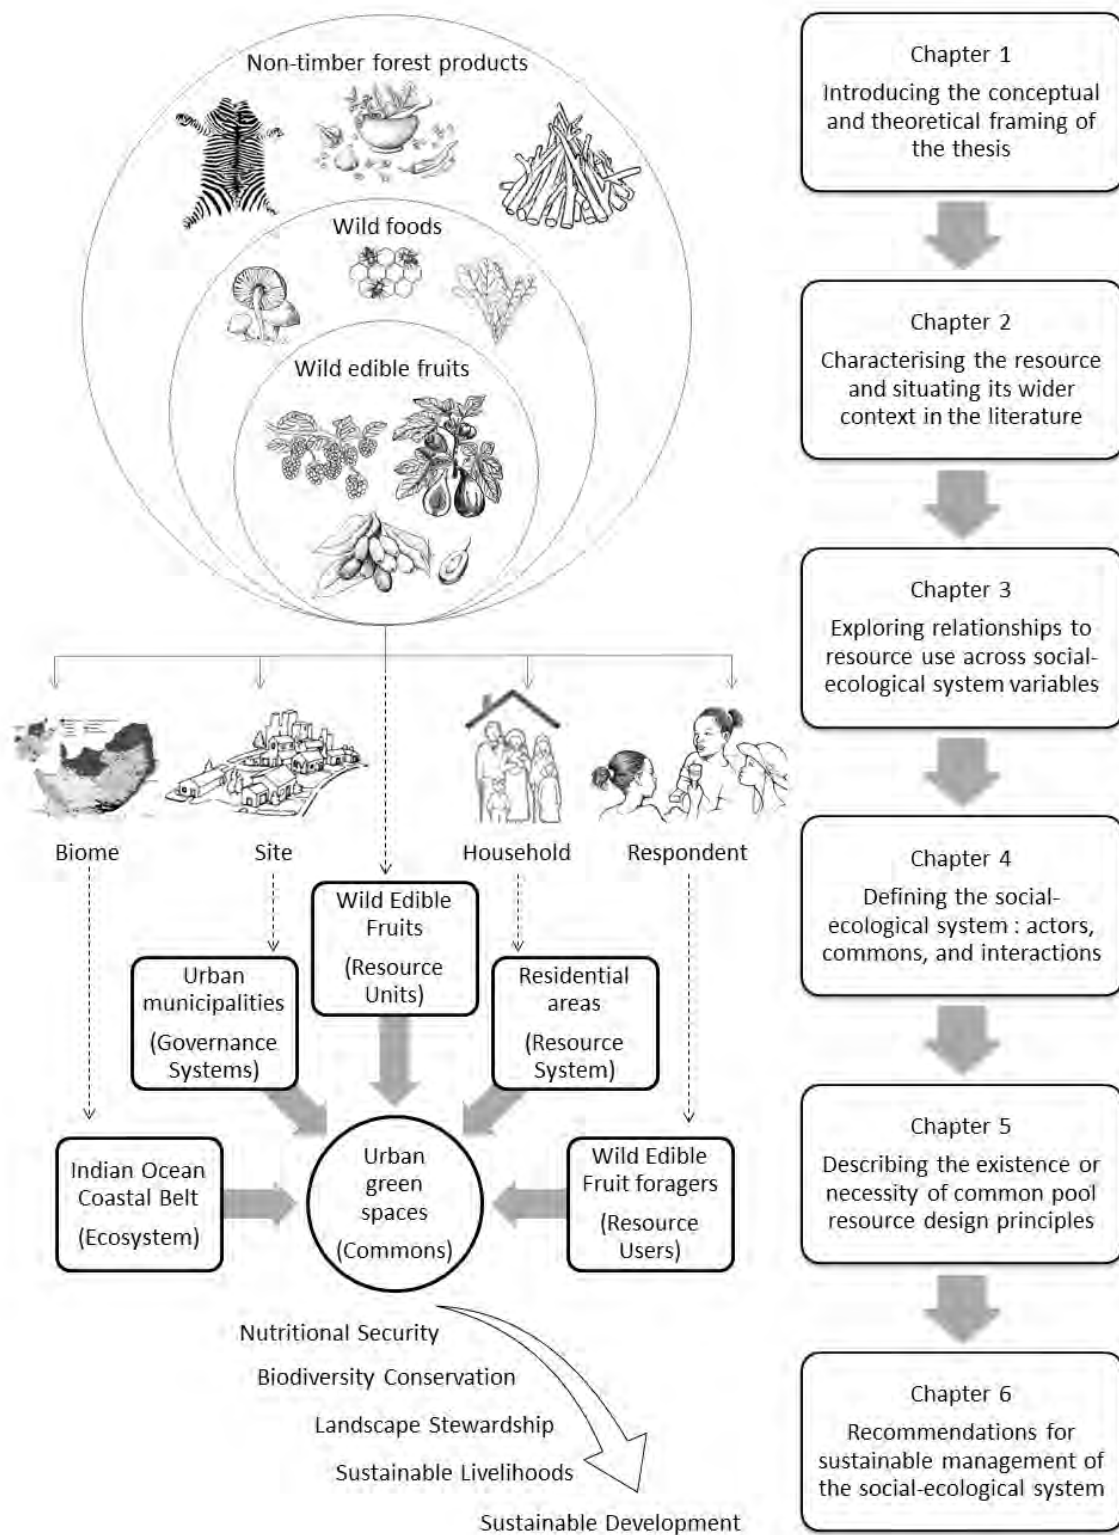 Non-timber forest products
Wild foods
Wild edible fruits
Biome
Site
Household
Respondent
Wild Edible
Fruits
(Resource
Units)
Urban
municipalities
(Governance
Systems)
Residential
areas
(Resource
System)
Indian Ocean
Coastal Belt
(Ecosystem)
Urban
green
spaces
(Commons)
Wild Edible
Fruit foragers
(Resource
Users)
Nutritional Security
Biodiversity Conservation
Landscape Stewardship
Sustainable Livelihoods
Sustainable Development
Chapter 1
Introducing the conceptual
and theoretical framing of
the thesis
Chapter 2
Characterising the resource
and situating its wider
context in the literature
Chapter 3
Exploring relationships to
resource use across social-
ecological system variables
Chapter 4
Defining the social-
ecological system : actors,
commons, and interactions
Chapter 5
Describing the existence or
necessity of common pool
resource design principles
Chapter 6
Recommendations for
sustainable management of
the social-ecological system